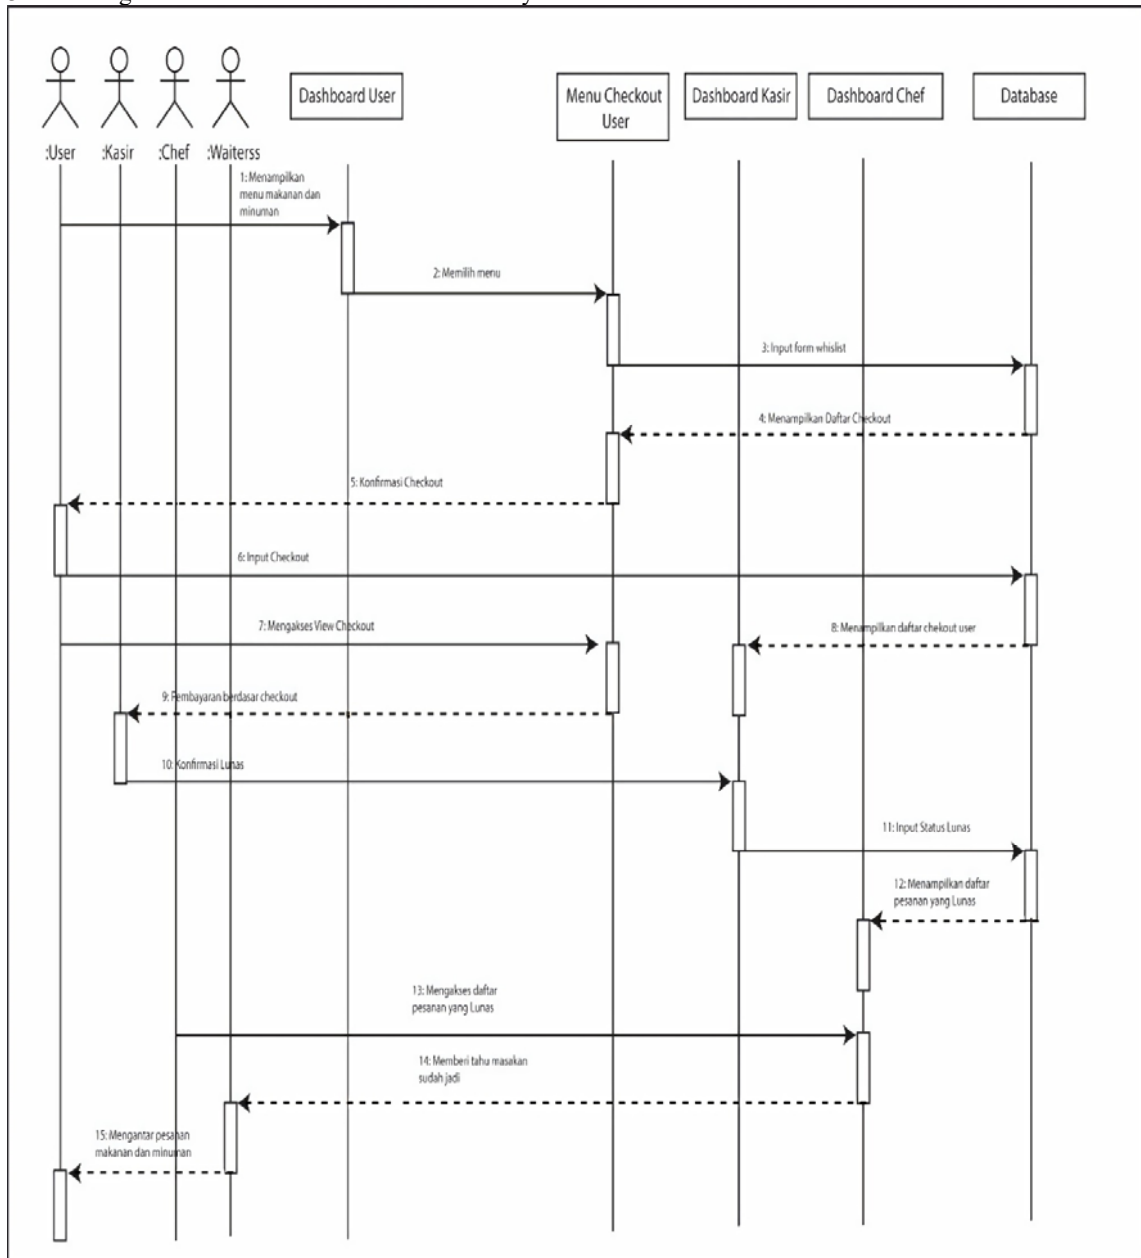 Dashboard User
Menu Checkout
User
Dashboard Kasir
Dashboard Chef
Database
:User
:Kasir
:Chef
:Waiterss
1: Menampilkan
menu makanan dan
minuman
2: Memilih menu
3: Input form whislist
4: Menampilkan Daftar Checkout
5: Konfirmasi Checkout
6: Input Checkout
7: Mengakses View Checkout
8: Menampilkan daftar chekout user
9: Pembayaran berdasar checkout
10: Konfirmasi Lunas
11: Input Status Lunas
12: Menampilkan daftar
pesanan yang Lunas
13: Mengakses daftar
pesanan yang Lunas
14: Memberi tahu masakan
sudah jadi
15: Mengantar pesanan
makanan dan minuman